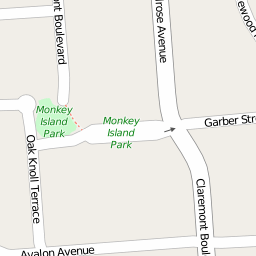 nt Boulevard
rose Avenue
ewood
Monkey
Island
Park
Monkey
Island
Park
Garber Stre
Oak Knoll Terrace
Claremont Boul
Avalon Avenue